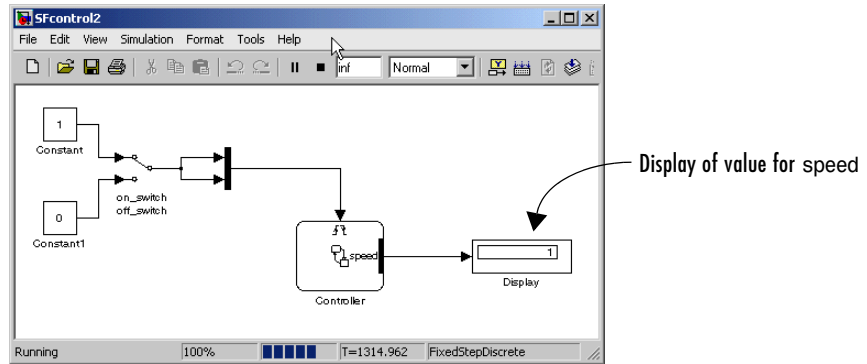 SFcontrol2
File Edit View Simulation Format Tools Help
inf Normal
1
Constant
0
Constant1
on_switch
off_switch
speed
Controller
1
Display
Display of value for speed
Running 100% T=1314.962 FixedStepDiscrete